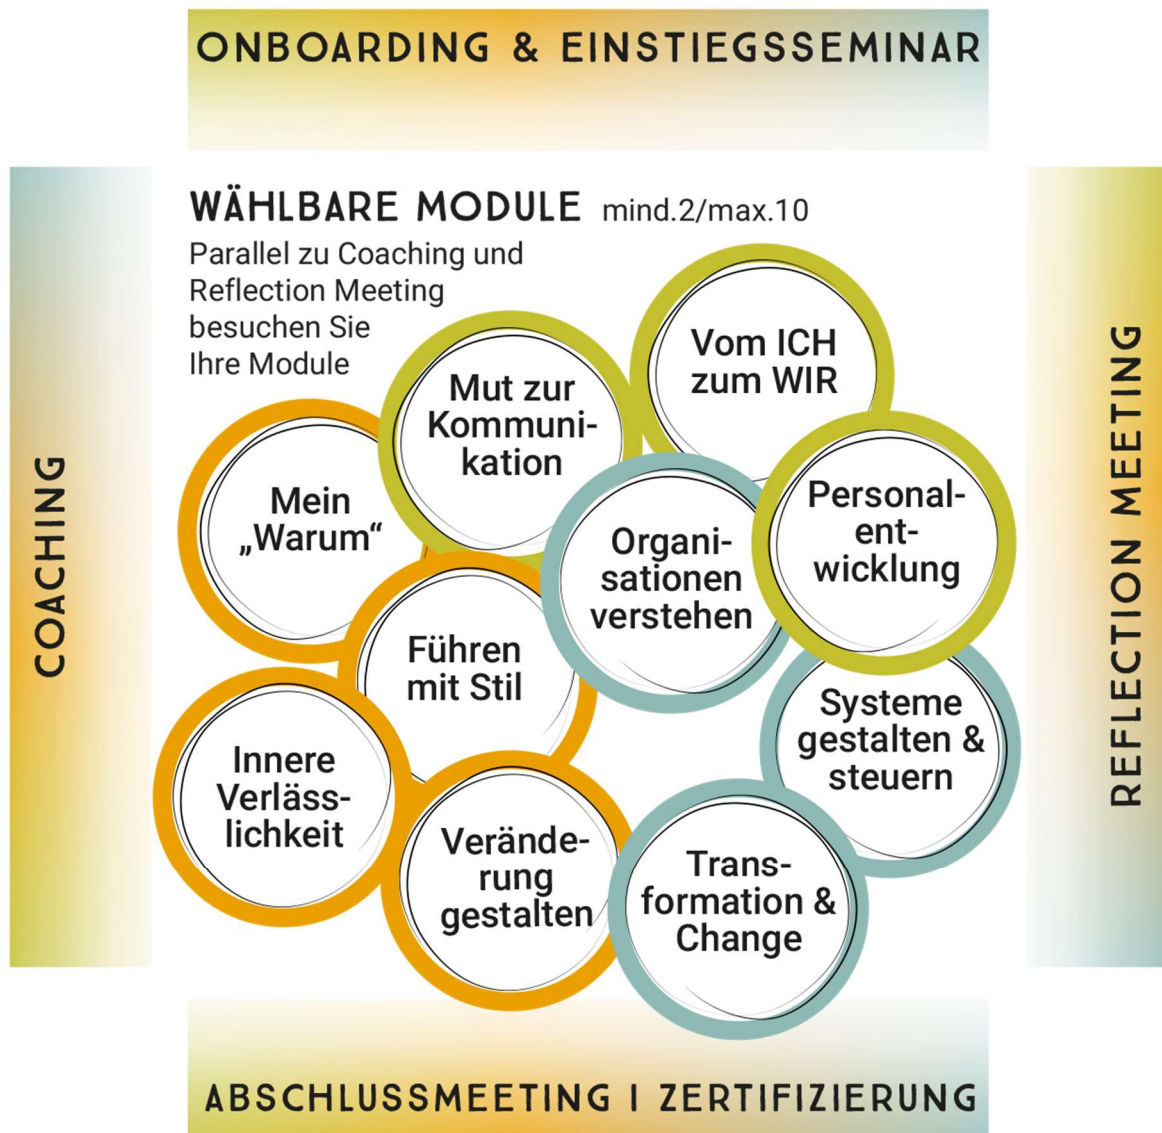 ONBOARDING & EINSTIEGSSEMINAR
WÄHLBARE MODULE mind.2/max.10
Parallel zu Coaching und
Reflection Meeting
besuchen Sie
Ihre Module
COACHING
REFLECTION MEETING
Vom ICH
zum WIR
Mut zur
Kommuni-
kation
Mein
„Warum“
Organi-
sationen
verstehen
Personal-
ent-
wicklung
Führen
mit Stil
Systeme
gestalten &
steuern
Innere
Verläss-
lichkeit
Verände-
rung
gestalten
Trans-
formation &
Change
ABSCHLUSSMEETING I ZERTIFIZIERUNG